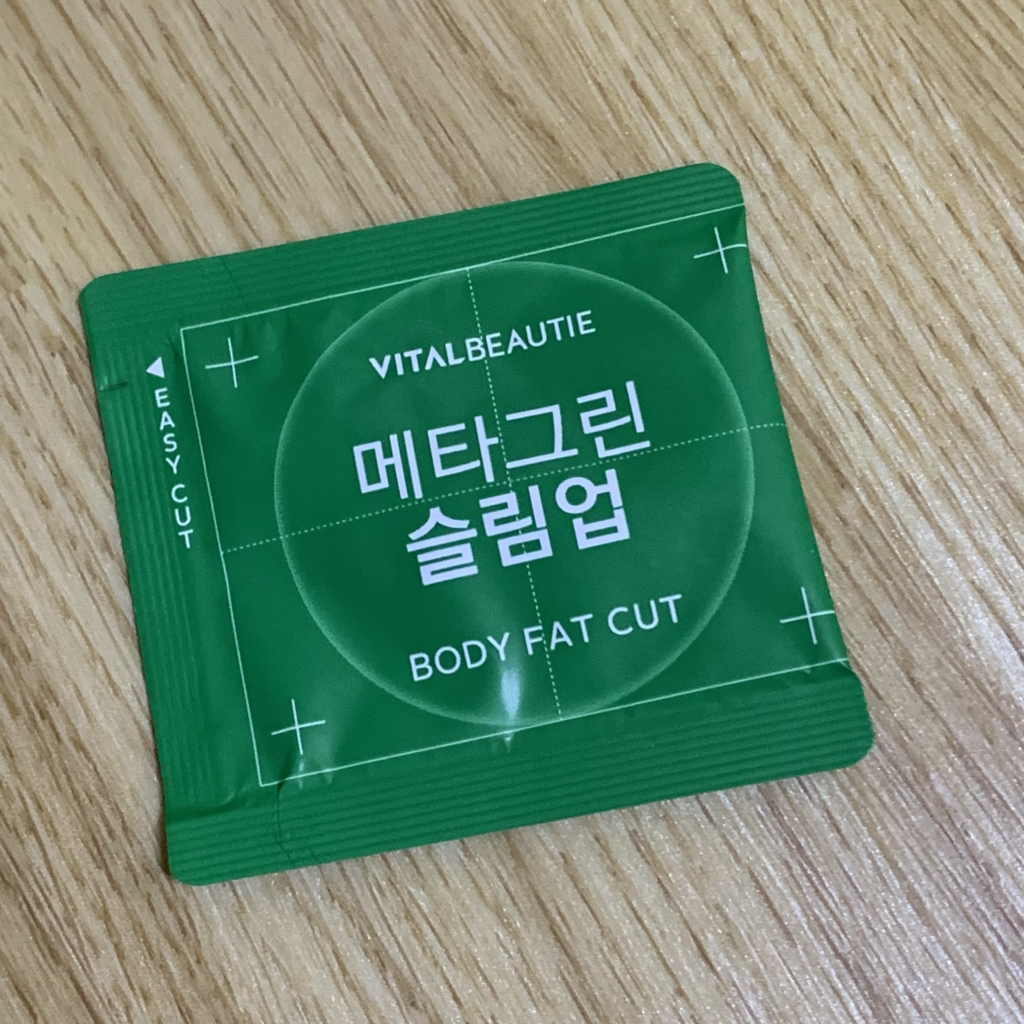 VITALBEAUTIE
메타그린
슬림업
BODY FAT CUT
EASY CUT